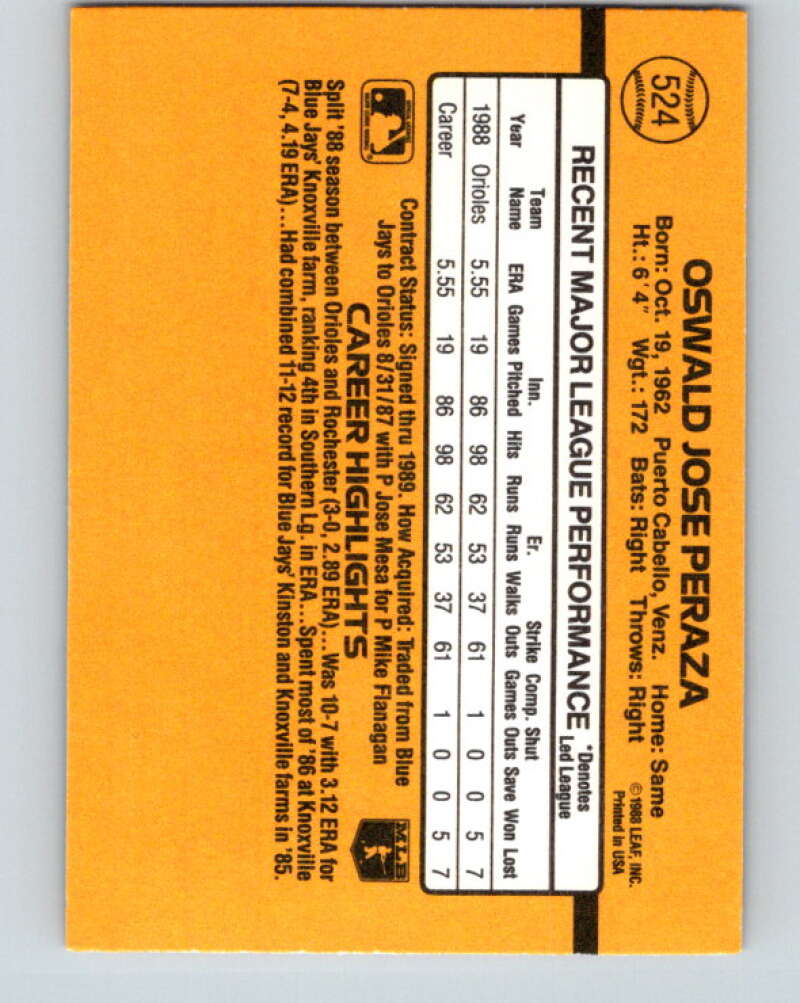 524
OSWALD JOSE PERAZA
Born: Oct. 19, 1962 Puerto Cabello, Venz. Home: Same
Ht.: 6'4" Wgt.: 172 Bats: Right Throws: Right
© 1988 LEAF, INC.
Printed in USA
RECENT MAJOR LEAGUE PERFORMANCE *Denotes
Led League
Team Inn. Er. Strike Comp. Shut
Year Name ERA Games Pitched Hits Runs Runs Walks Outs Games Outs Save Won Lost
1988 Orioles 5.55 19 86 98 62 53 37 61 1 0 0 5 7
Career 5.55 19 86 98 62 53 37 61 1 0 0 5 7
Contract Status: Signed thru 1989. How Acquired: Traded from Blue
Jays to Orioles 8/31/87 with P Jose Mesa for P Mike Flanagan
MLB
CAREER HIGHLIGHTS
Split '88 season between Orioles and Rochester (3-0, 2.89 ERA)...Was 10-7 with 3.12 ERA for
Blue Jays' Knoxville farm, ranking 4th in Southern Lg. in ERA...Spent most of '86 at Knoxville
(7-4, 4.19 ERA)...Had combined 11-12 record for Blue Jays' Kinston and Knoxville farms in '85.